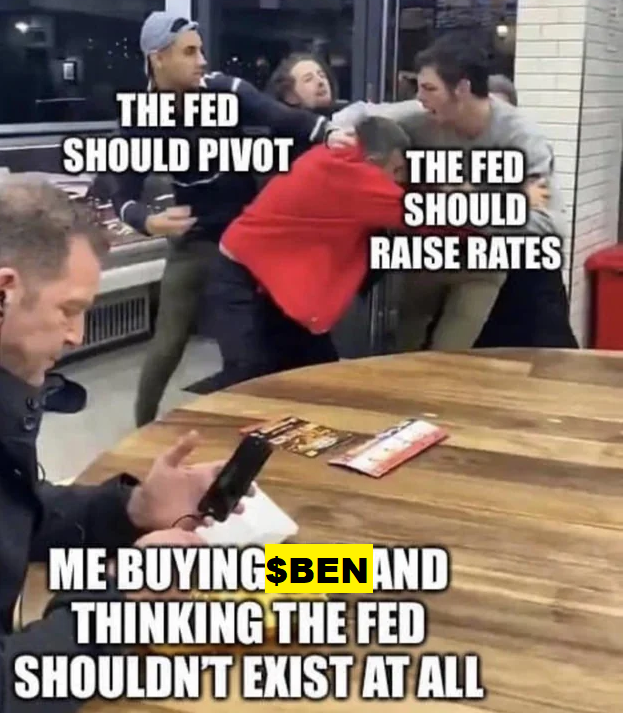 THE FED
SHOULD PIVOT
THE FED
SHOULD
RAISE RATES
ME BUYING $BEN AND
THINKING THE FED
SHOULDN'T EXIST AT ALL